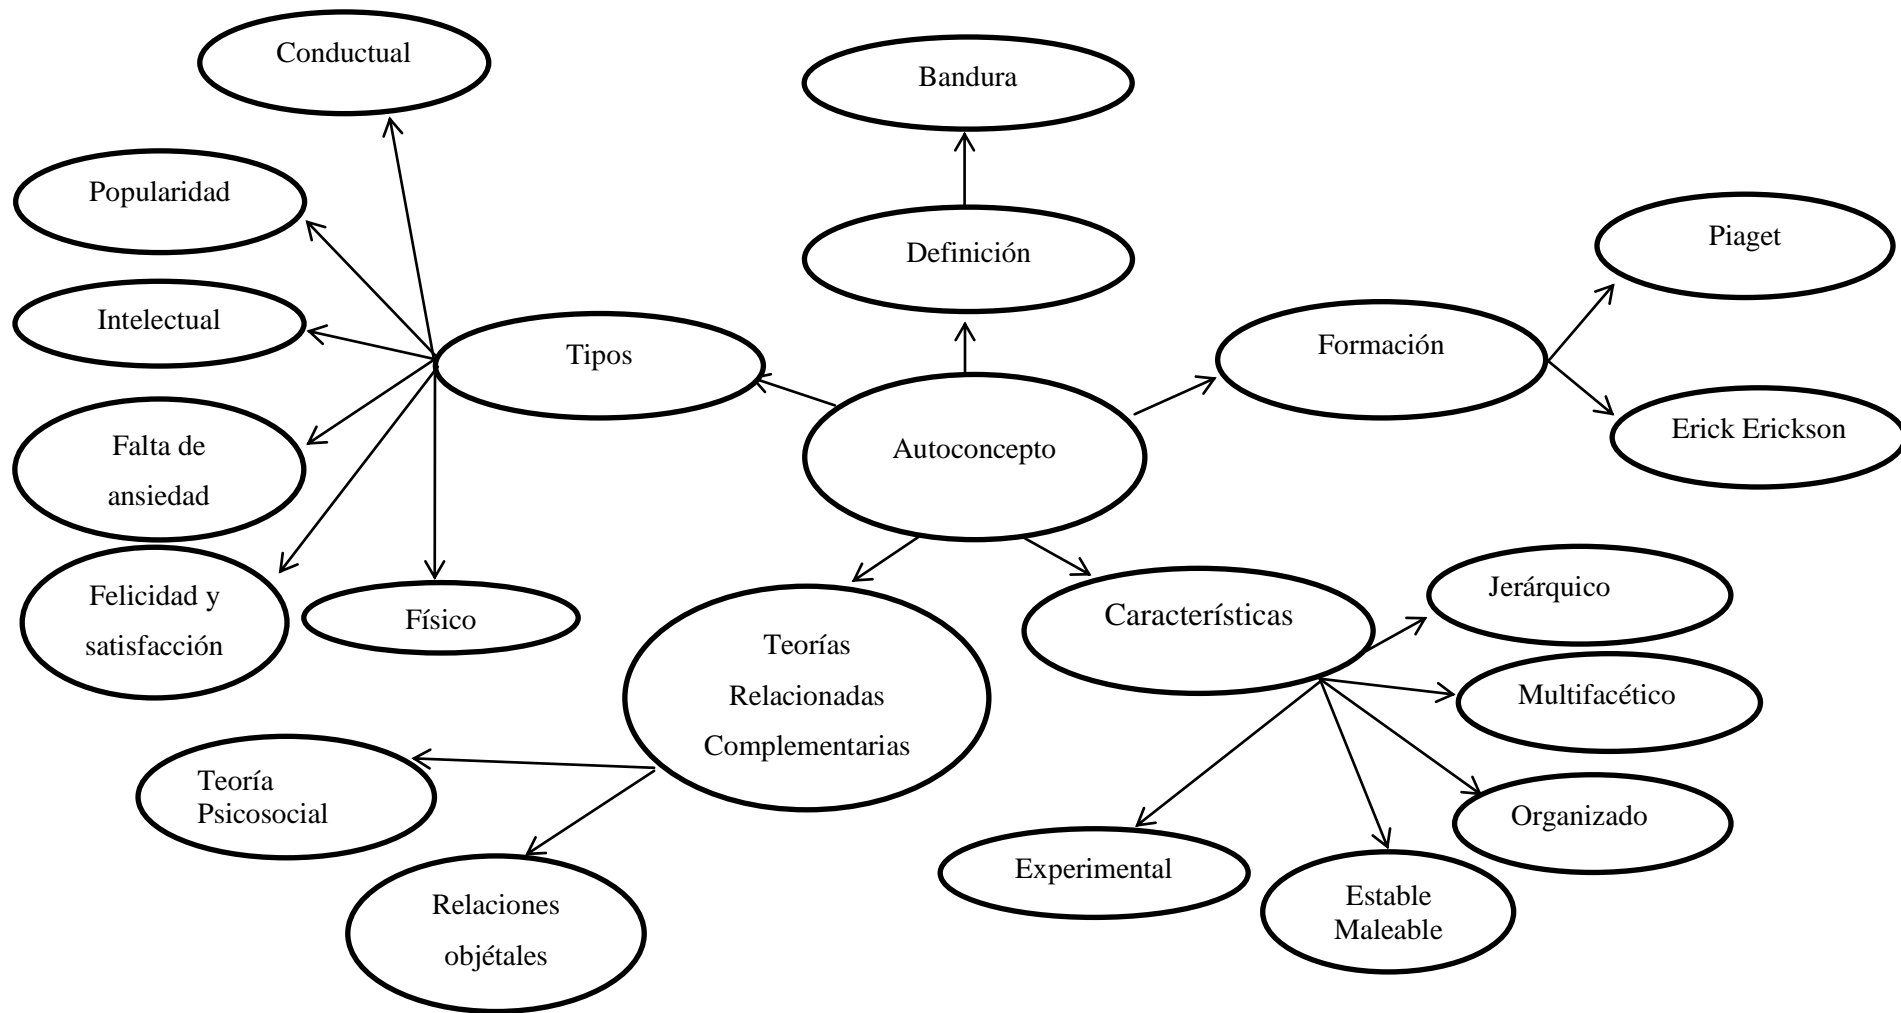 Conductual
Bandura
Popularidad
Definición
Piaget
Intelectual
Tipos
Formación
Erick Erickson
Autoconcepto
Falta de
ansiedad
Felicidad y
satisfacción
Físico
Teorías
Relacionadas
Complementarias
Característícas
Jerárquico
Multifacético
Organizado
Estable
Maleable
Experimental
Teoría
Psicosocial
Relaciones
objétales